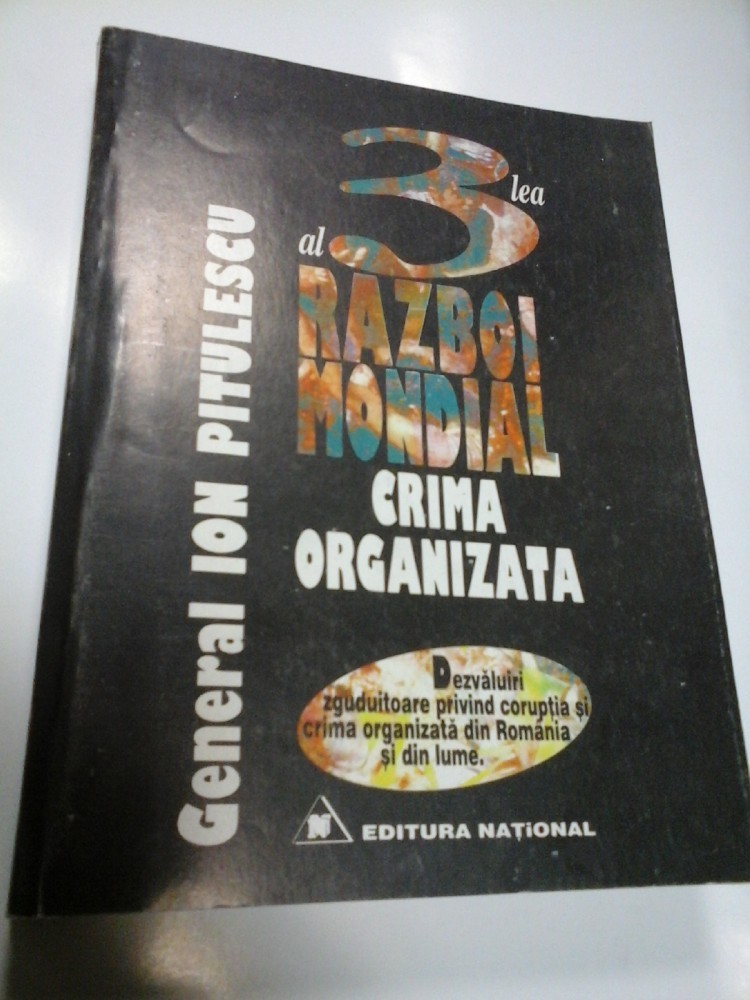 General Ion PITULESCU
al 3 lea
RAZBOI
MONDIAL
CRIMA
ORGANIZATA
Dezvăluiri
zguduitoare privind coruptia și
crima organizată din România
și din lume.
N EDITURA NAȚiONAL